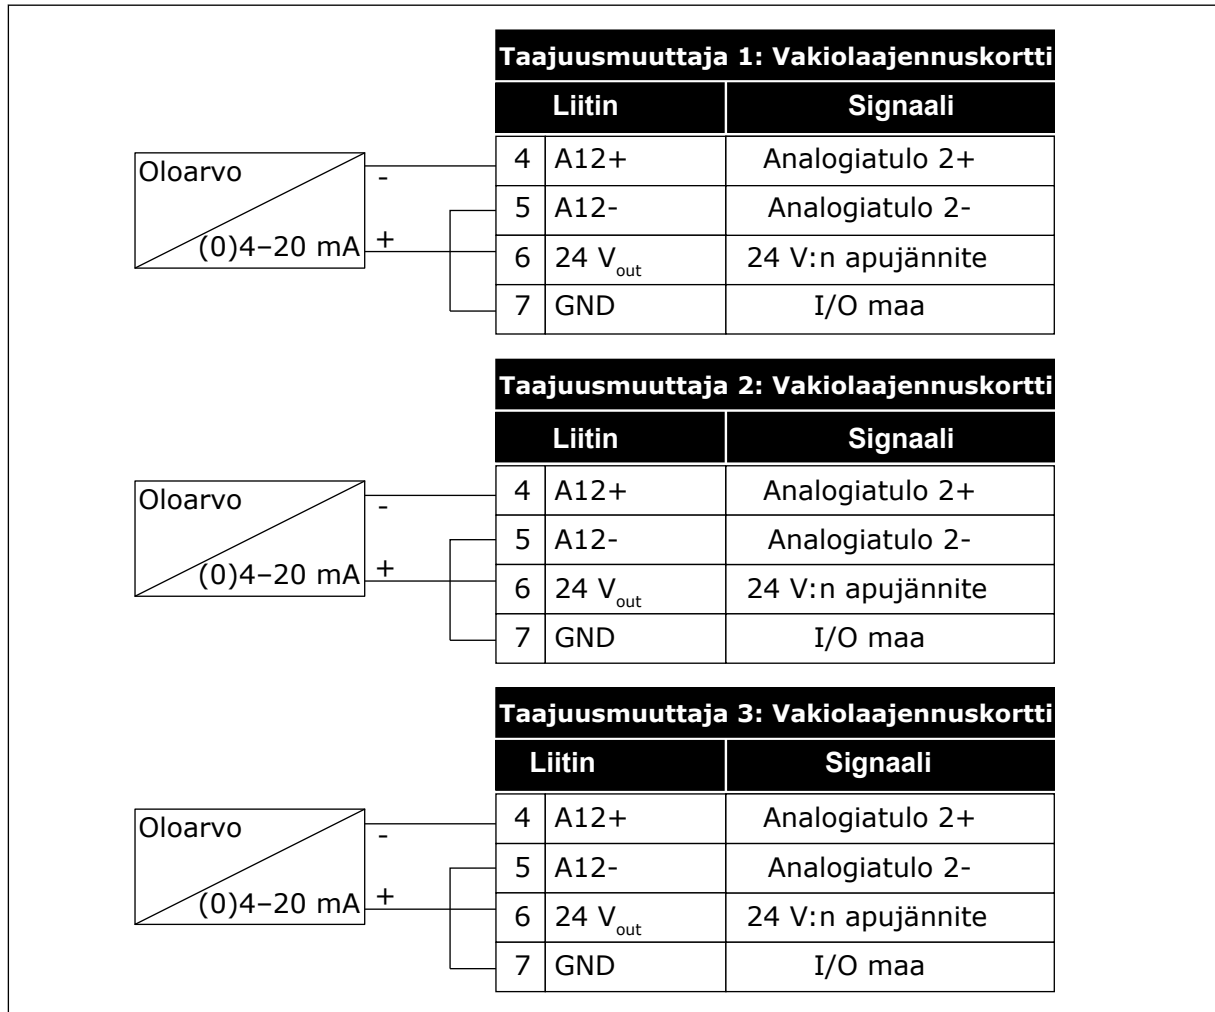 Taajuusmuuttaja 1: Vakiolaajennuskortti
Liitin Signaali
Oloarvo - 4 A12+ Analogiatulo 2+
5 A12- Analogiatulo 2-
(0)4–20 mA + 6 24 Vout 24 V:n apujännite
7 GND I/O maa
Taajuusmuuttaja 2: Vakiolaajennuskortti
Liitin Signaali
Oloarvo - 4 A12+ Analogiatulo 2+
5 A12- Analogiatulo 2-
(0)4–20 mA + 6 24 Vout 24 V:n apujännite
7 GND I/O maa
Taajuusmuuttaja 3: Vakiolaajennuskortti
Liitin Signaali
Oloarvo - 4 A12+ Analogiatulo 2+
5 A12- Analogiatulo 2-
(0)4–20 mA + 6 24 Vout 24 V:n apujännite
7 GND I/O maa